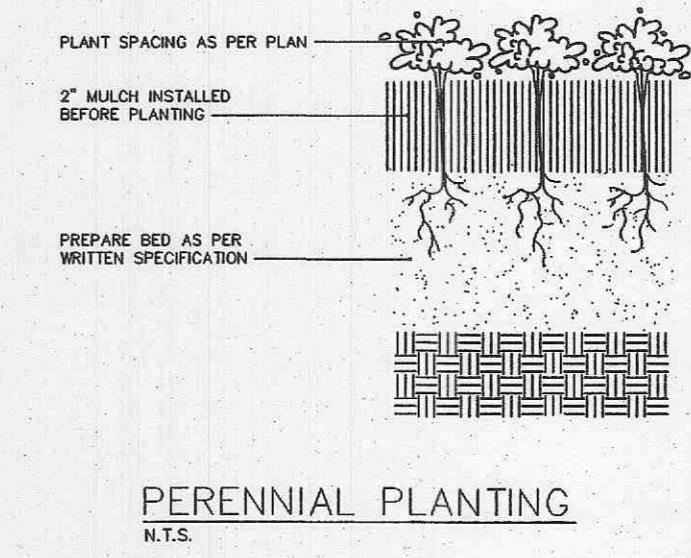 PLANT SPACING AS PER PLAN
2" MULCH INSTALLED
BEFORE PLANTING
PREPARE BED AS PER
WRITTEN SPECIFICATION
PERENNIAL PLANTING
N.T.S.